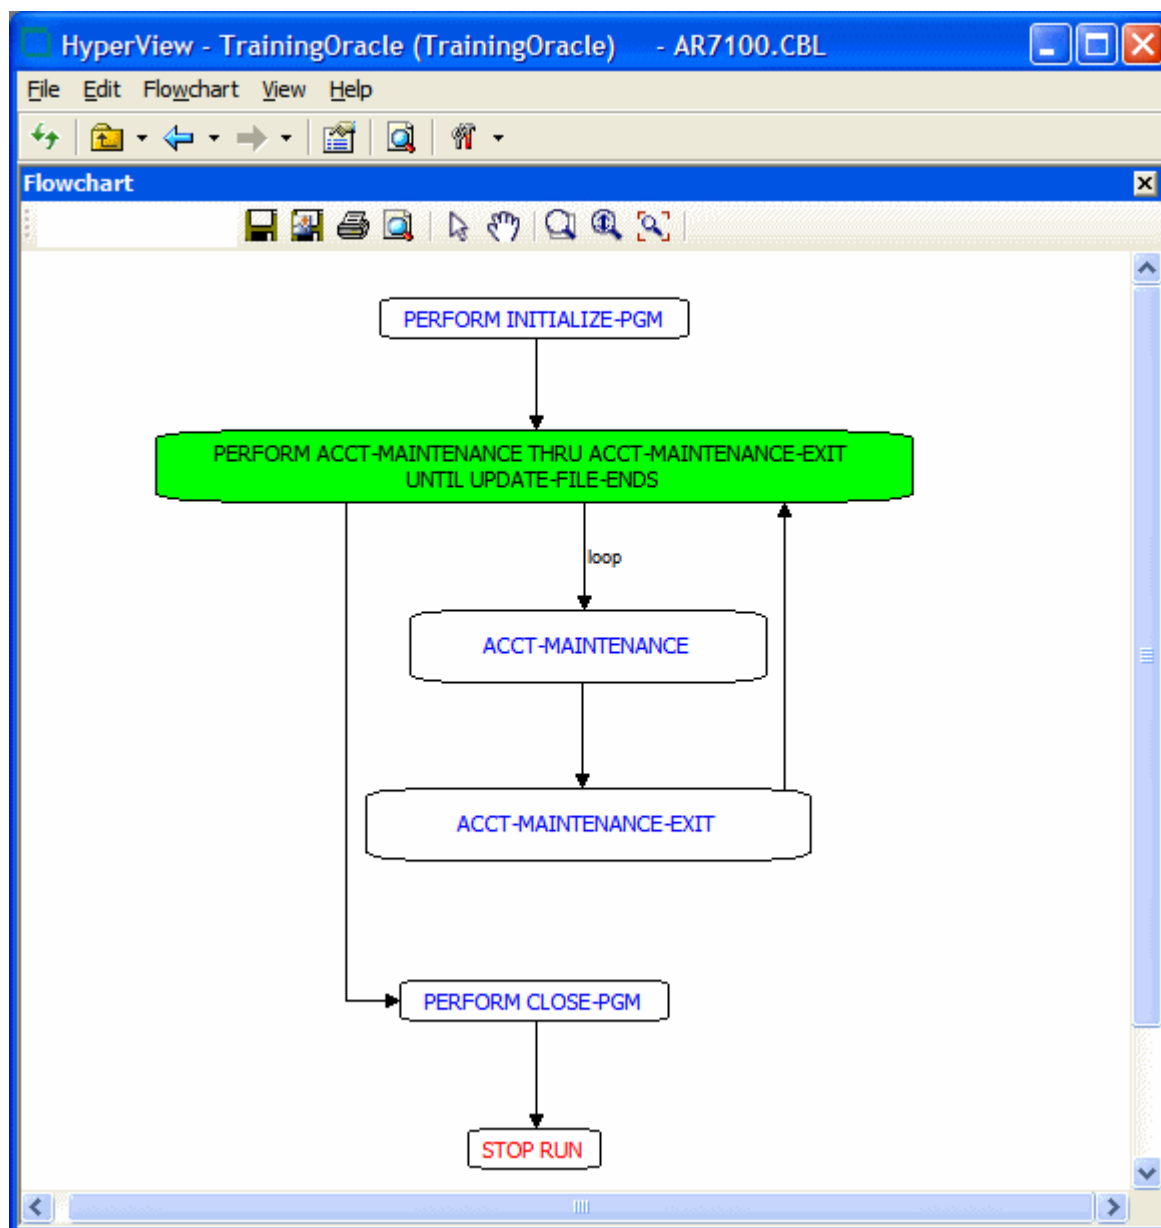 HyperView - TrainingOracle (TrainingOracle) - AR7100.CBL
File Edit Flowchart View Help
Flowchart
PERFORM INITIALIZE-PGM
PERFORM ACCT-MAINTENANCE THRU ACCT-MAINTENANCE-EXIT
UNTIL UPDATE-FILE-ENDS
loop
ACCT-MAINTENANCE
ACCT-MAINTENANCE-EXIT
PERFORM CLOSE-PGM
STOP RUN